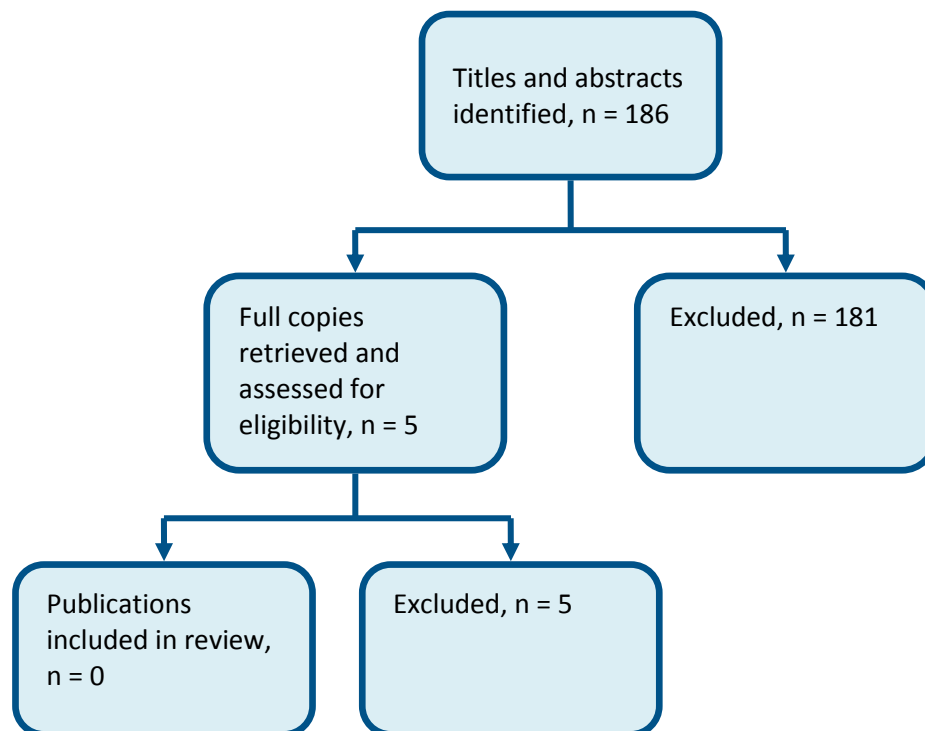 Titles and abstracts
identified, n = 186
Full copies
retrieved and
assessed for
eligibility, n = 5
Excluded, n = 181
Publications
included in review,
n = 0
Excluded, n = 5